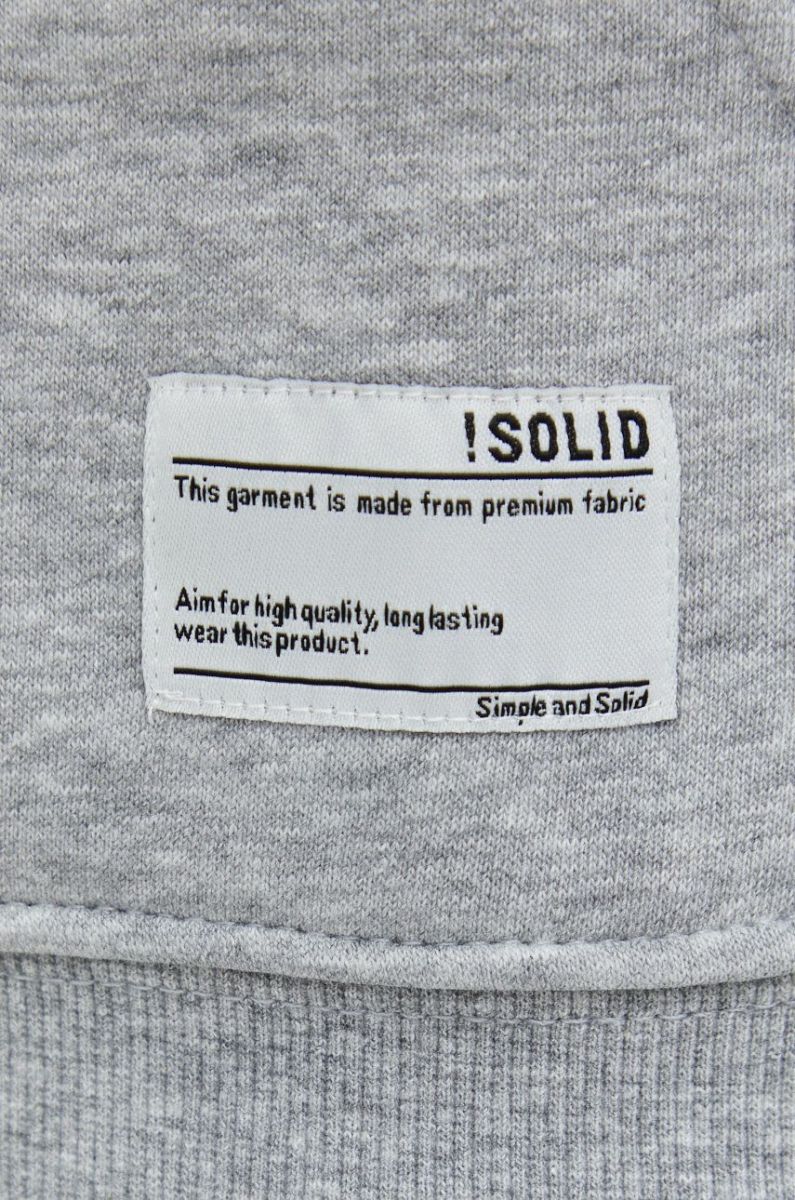 !SOLID
This garment is made from premium fabric
Aim for high quality, long lasting
wear this product.
Simple and Solid